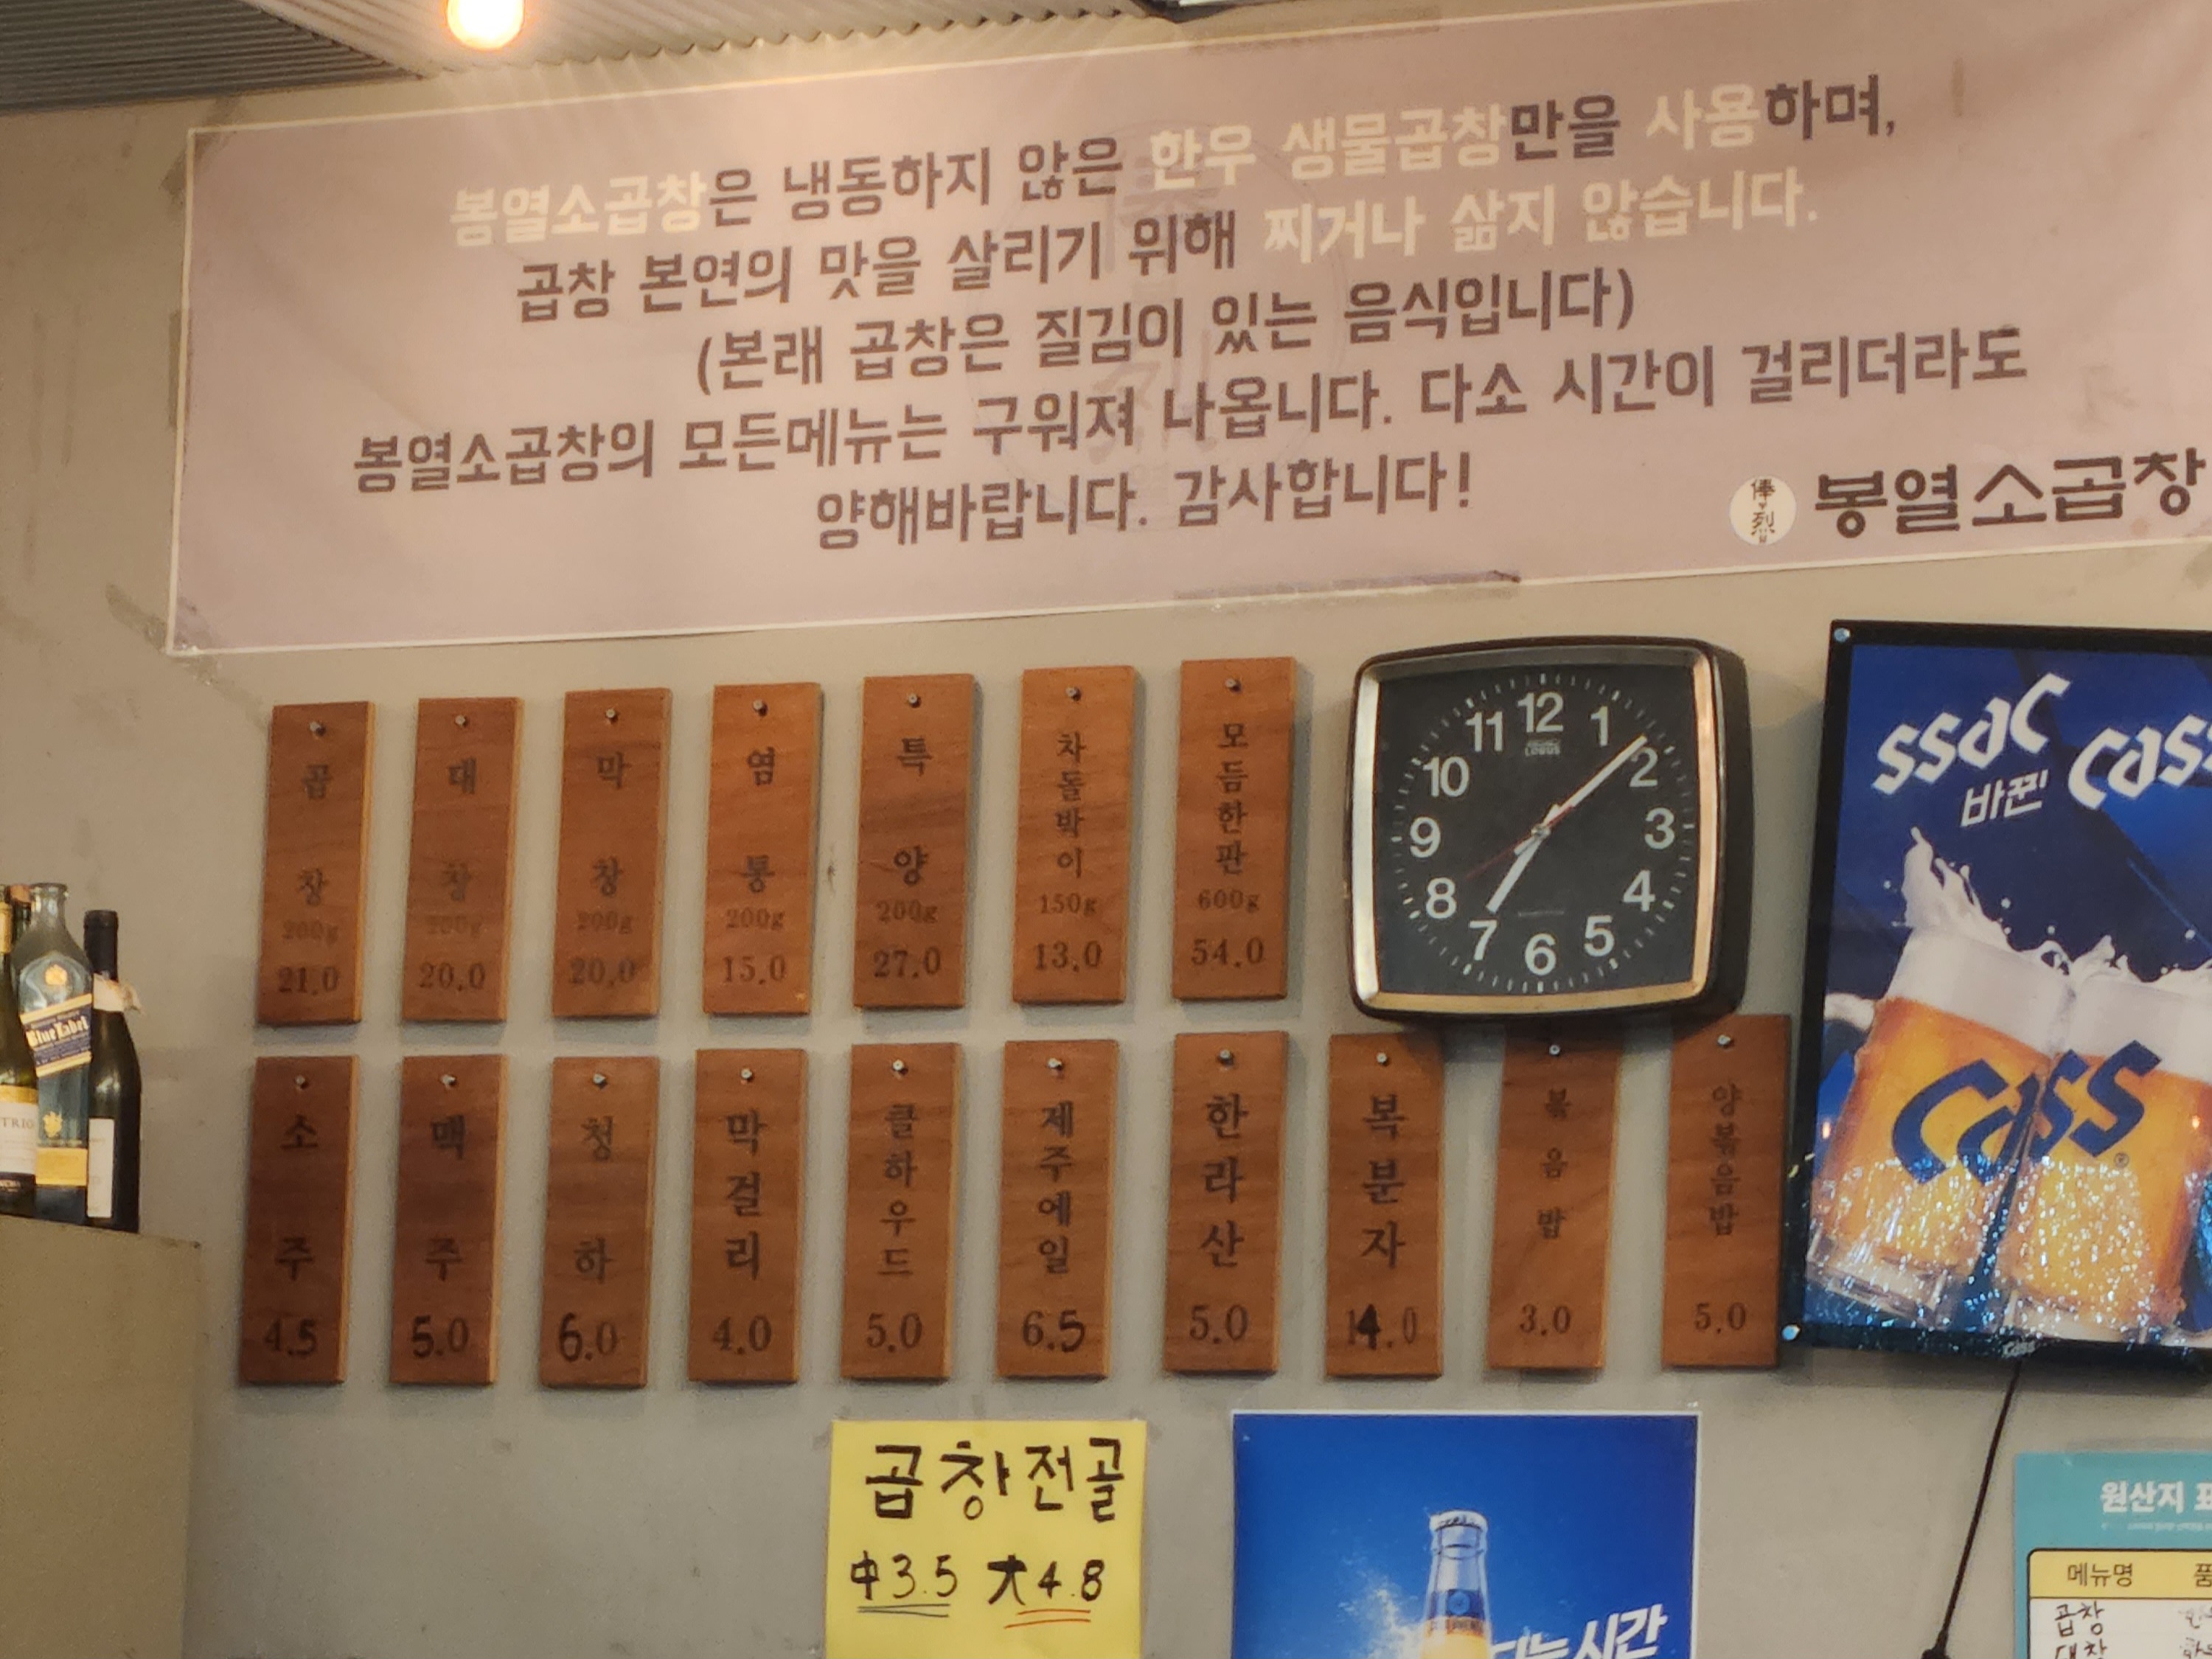 봉열소곱창은 냉동하지 않은 한우 생물곱창만을 사용하며,
곱창 본연의 맛을 살리기 위해 찌거나 삶지 않습니다.
(본래 곱창은 질김이 있는 음식입니다)
봉열소곱창의 모든메뉴는 구워져 나옵니다. 다소 시간이 걸리더라도
양해바랍니다. 감사합니다!
봉열소곱창
곱창 200g 21.0
대창 200g 20.0
막창 200g 20.0
염통 200g 15.0
특양 200g 27.0
차돌박이 150g 13.0
모듬한판 600g 54.0
12
1
2
3
4
5
6
7
8
9
10
11
ssac
바꾼!
cass
cass
cass
소주 4.5
맥주 5.0
청하 6.0
막걸리 4.0
클라우드 5.0
제주에일 6.5
한라산 5.0
복분자 14.0
볶음밥 3.0
양볶음밥 5.0
Blue Label
곱창전골
中3.5 大4.8
시간
원산지
메뉴명
곱창
대창